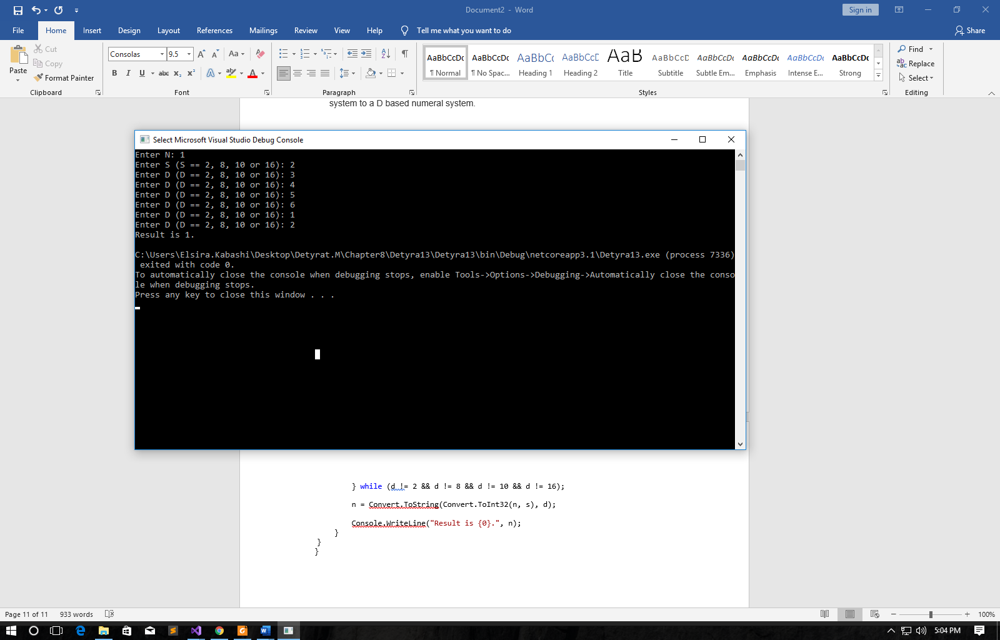 Document2 - Word
Sign in
File Home Insert Design Layout References Mailings Review View Help Tell me what you want to do Share
Paste
Cut
Copy
Format Painter
Clipboard
Consolas 9.5
Aa
B I U abc x₂ x²
A aby A
Font
Paragraph
AaBbCcDc AaBbCcDc AaBbCc AaBbCcD AaB AaBbCcD AaBbCcDc AaBbCcDc AaBbCcDc AaBbCcDc
¶ Normal ¶ No Spac... Heading 1 Heading 2 Title Subtitle Subtle Em... Emphasis Intense E... Strong
Styles
Find
Replace
Select
Editing
system to a D based numeral system.
Select Microsoft Visual Studio Debug Console
Enter N: 1
Enter S (S == 2, 8, 10 or 16): 2
Enter D (D == 2, 8, 10 or 16): 3
Enter D (D == 2, 8, 10 or 16): 4
Enter D (D == 2, 8, 10 or 16): 5
Enter D (D == 2, 8, 10 or 16): 6
Enter D (D == 2, 8, 10 or 16): 1
Enter D (D == 2, 8, 10 or 16): 2
Result is 1.
C:\Users\Elsira.Kabashi\Desktop\Detyrat.M\Chapter8\Detyra13\Detyra13\bin\Debug\netcoreapp3.1\Detyra13.exe (process 7336)
exited with code 0.
To automatically close the console when debugging stops, enable Tools->Options->Debugging->Automatically close the conso
le when debugging stops.
Press any key to close this window . . .
} while (d != 2 && d != 8 && d != 10 && d != 16);
n = Convert.ToString(Convert.ToInt32(n, s), d);
Console.WriteLine("Result is {0}.", n);
}
}
}
Page 11 of 11 933 words
100%
5:04 PM